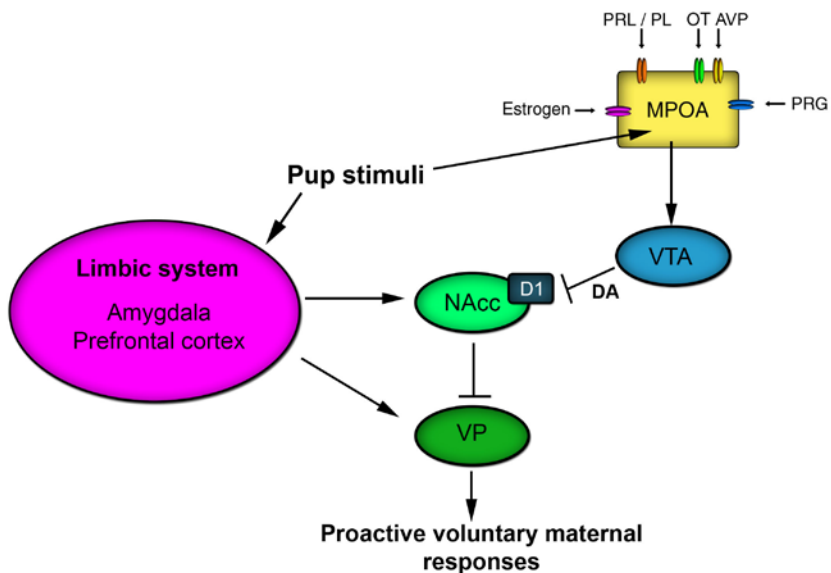 PRL / PL OT AVP
Estrogen
MPOA
PRG
Pup stimuli
Limbic system
Amygdala
Prefrontal cortex
VTA
NAcc
D1
DA
VP
Proactive voluntary maternal
responses